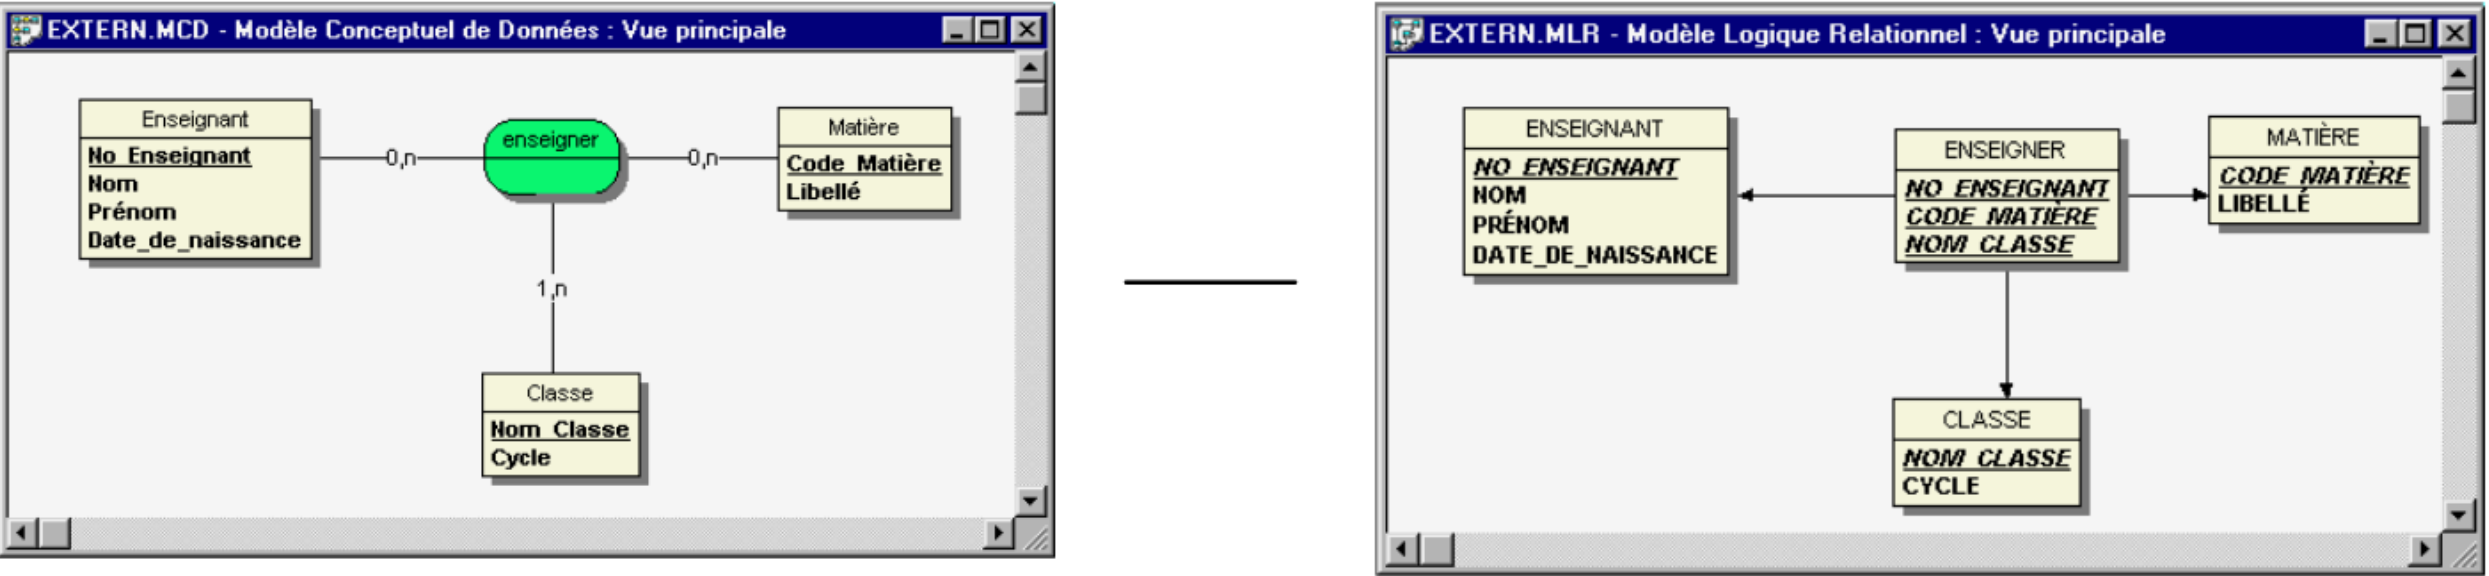 EXTERN.MCD - Modèle Conceptuel de Données : Vue principale
Enseignant
No_Enseignant
Nom
Prénom
Date_de_naissance
0,n
enseigner
0,n
Matière
Code_Matière
Libellé
1,n
Classe
Nom_Classe
Cycle
EXTERN.MLR - Modèle Logique Relationnel : Vue principale
ENSEIGNANT
NO_ENSEIGNANT
NOM
PRÉNOM
DATE_DE_NAISSANCE
ENSEIGNER
NO_ENSEIGNANT
CODE_MATIÈRE
NOM_CLASSE
MATIÈRE
CODE_MATIÈRE
LIBELLÉ
CLASSE
NOM_CLASSE
CYCLE